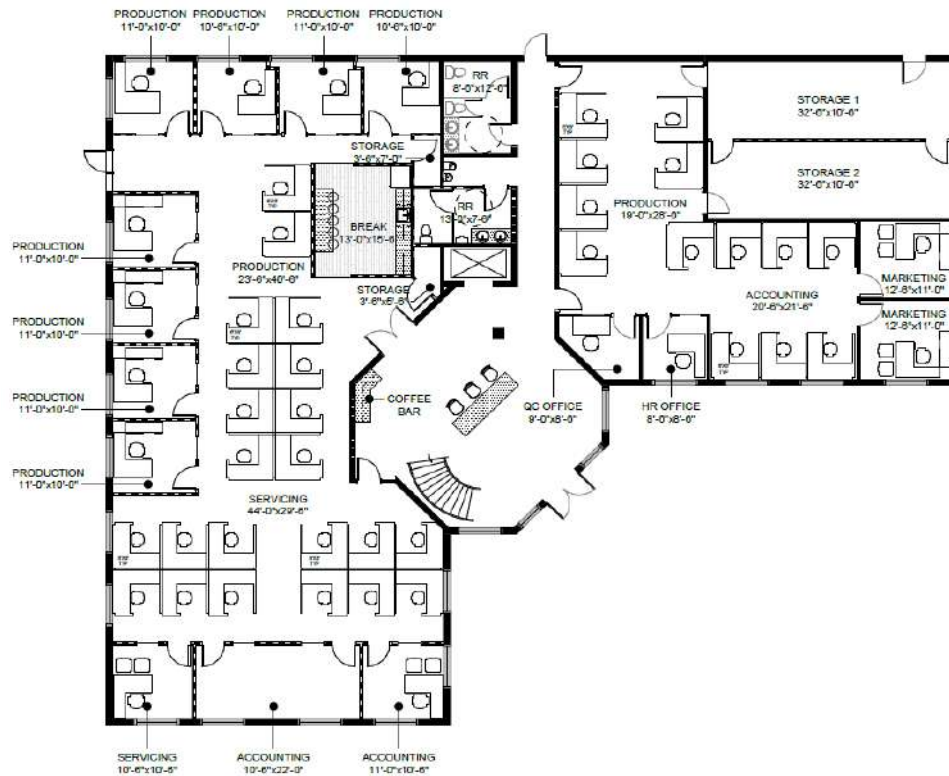 PRODUCTION
11'-0"x10'-0"
PRODUCTION
10'-6"x10'-0"
PRODUCTION
11'-0"x10'-0"
PRODUCTION
10'-6"x10'-0"
RR
8'-0"x12'-0"
STORAGE
3'-6"x7'-0"
STORAGE 1
32'-6"x10'-6"
STORAGE 2
32'-6"x10'-6"
BREAK
13'-0"x15'-6"
RR
PRODUCTION
19'-0"x28'-6"
PRODUCTION
11'-0"x10'-0"
PRODUCTION
23'-6"x40'-6"
STORAGE
3'-6"x5'-6"
ACCOUNTING
20'-6"x21'-6"
MARKETING
12'-6"x11'-0"
MARKETING
12'-6"x11'-0"
PRODUCTION
11'-0"x10'-0"
PRODUCTION
11'-0"x10'-0"
COFFEE
BAR
QC OFFICE
9'-0"x8'-0"
HR OFFICE
8'-0"x8'-0"
PRODUCTION
11'-0"x10'-0"
SERVICING
44'-0"x29'-6"
SERVICING
10'-6"x10'-6"
ACCOUNTING
10'-6"x22'-0"
ACCOUNTING
11'-0"x10'-6"